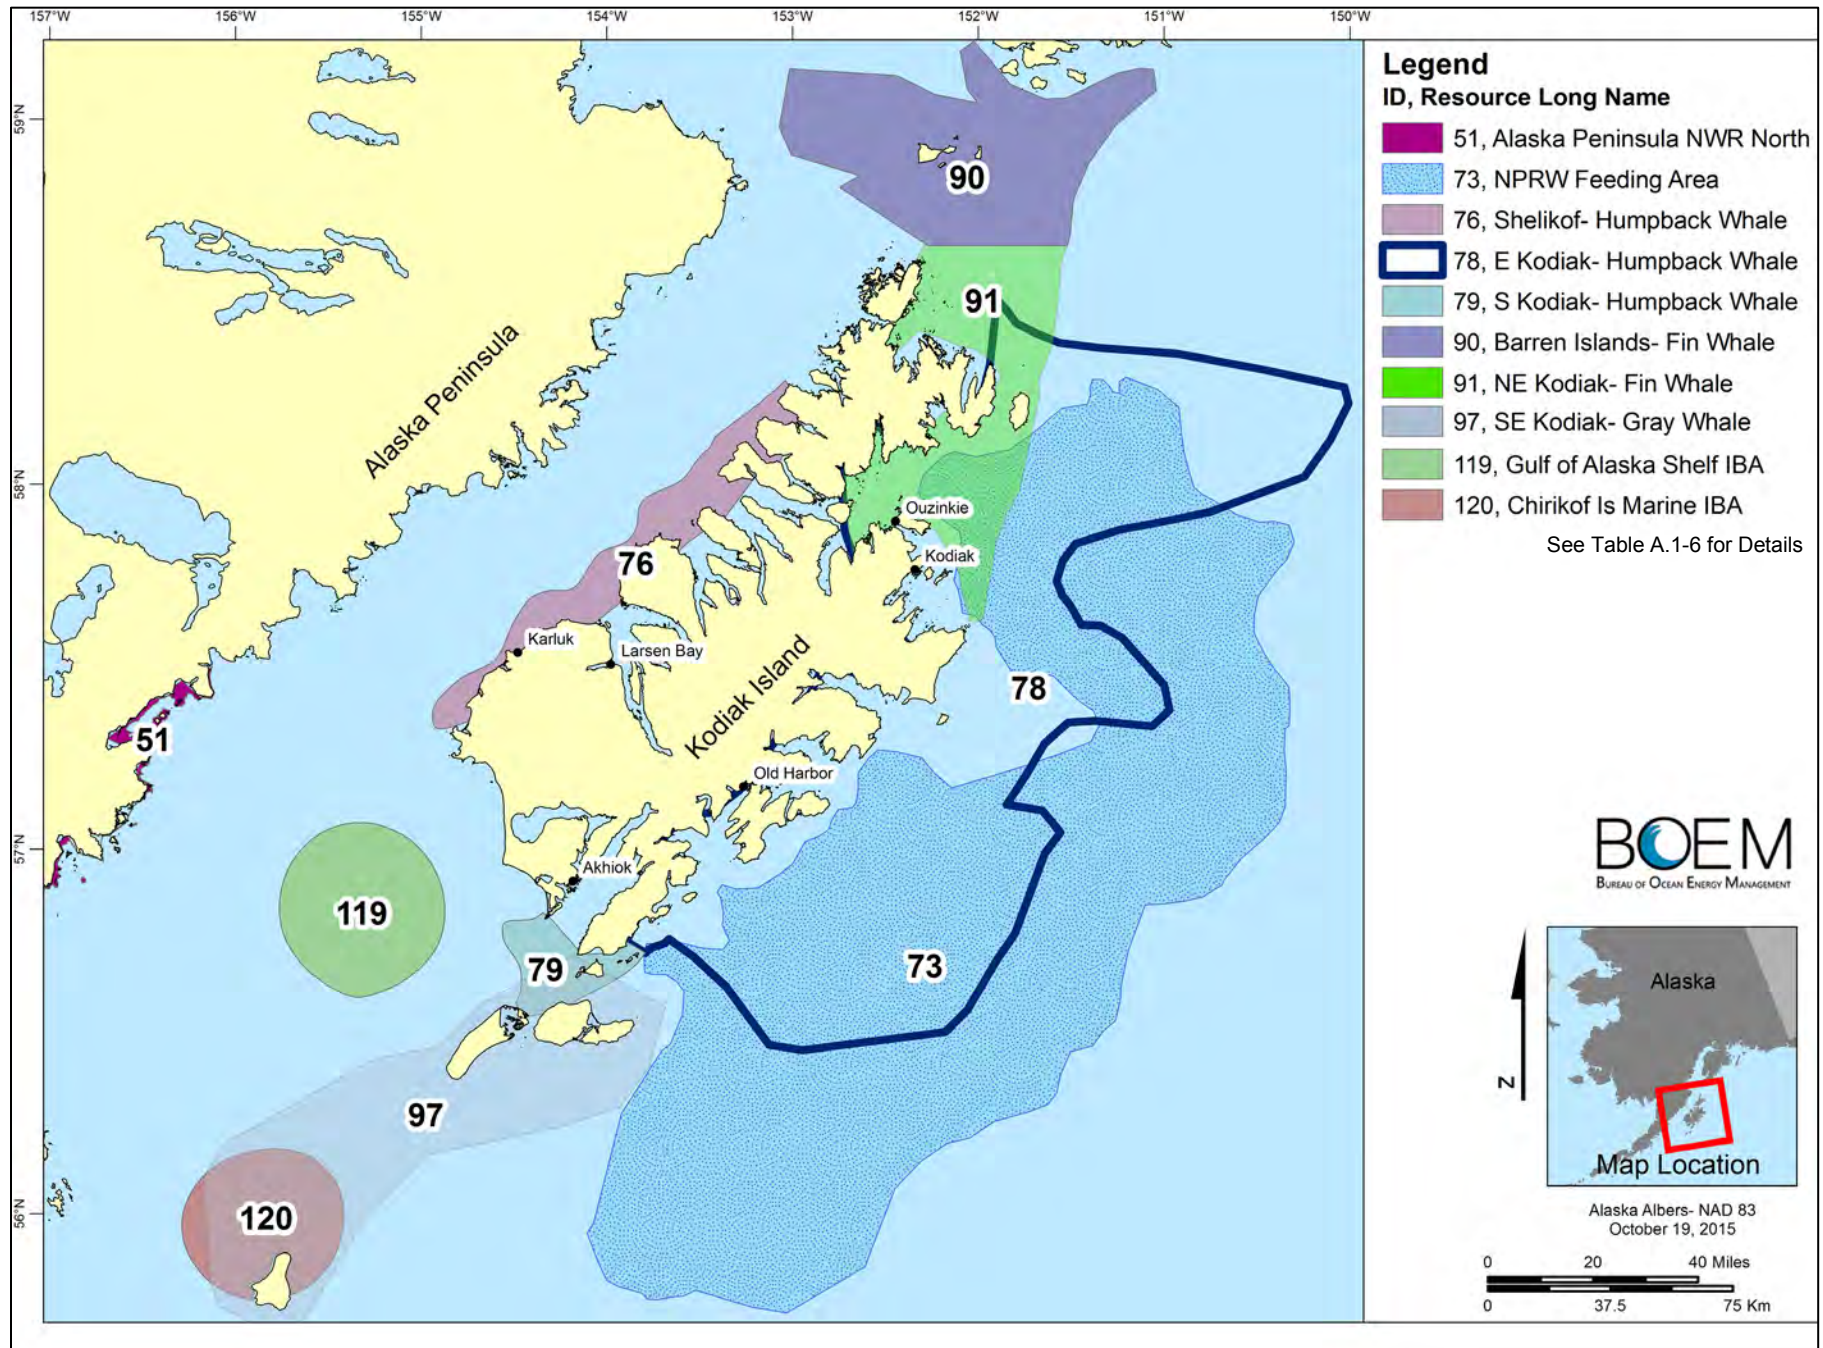 157°W 156°W 155°W 154°W 153°W 152°W 151°W 150°W
59°N
58°N
57°N
56°N
Alaska Peninsula
Kodiak Island
90
91
76
78
51
119
79
73
97
120
Ouzinkie
Kodiak
Karluk
Larsen Bay
Old Harbor
Akhiok
Legend
ID, Resource Long Name
51, Alaska Peninsula NWR North
73, NPRW Feeding Area
76, Shelikof- Humpback Whale
78, E Kodiak- Humpback Whale
79, S Kodiak- Humpback Whale
90, Barren Islands- Fin Whale
91, NE Kodiak- Fin Whale
97, SE Kodiak- Gray Whale
119, Gulf of Alaska Shelf IBA
120, Chirikof Is Marine IBA
See Table A.1-6 for Details
BOEM
BUREAU OF OCEAN ENERGY MANAGEMENT
N
Alaska
Map Location
Alaska Albers- NAD 83
October 19, 2015
0 20 40 Miles
0 37.5 75 Km